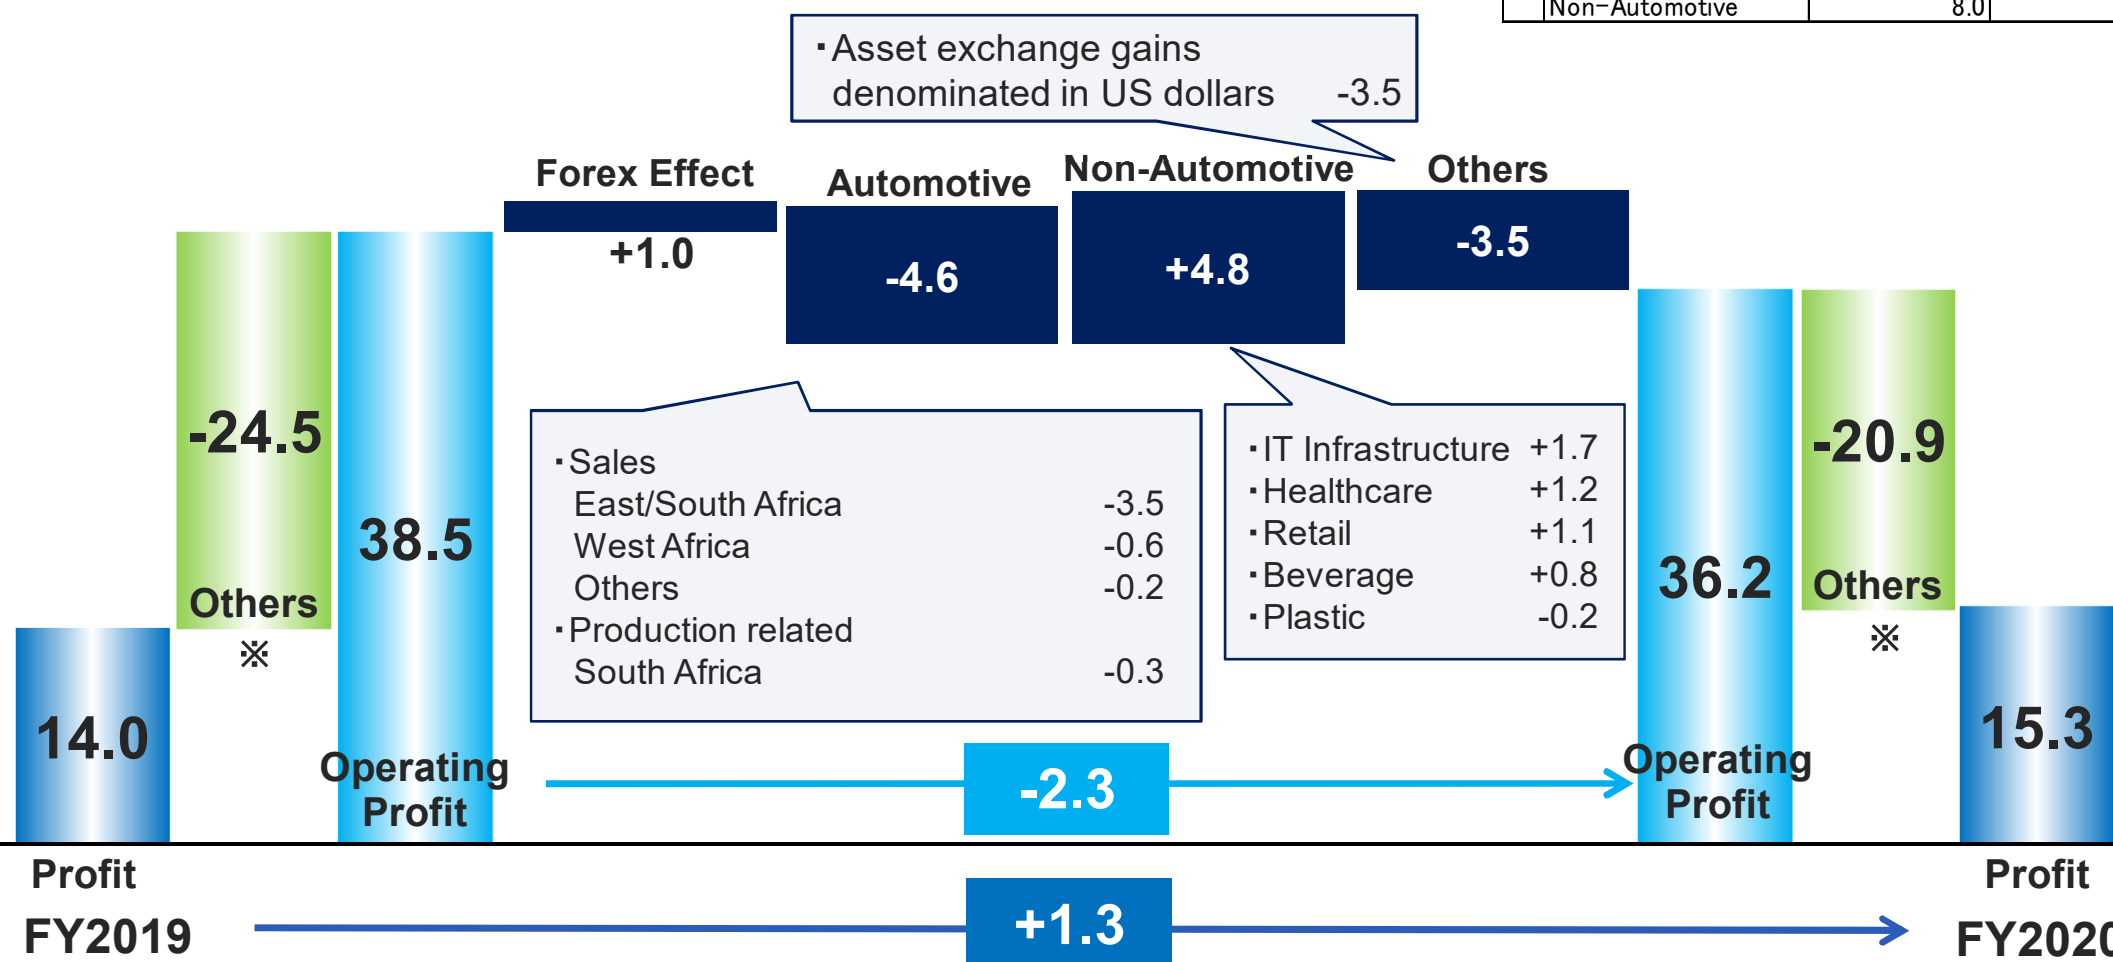 Non-Automotive 8.0
・Asset exchange gains
denominated in US dollars -3.5
Forex Effect
+1.0
Automotive
-4.6
Non-Automotive
+4.8
Others
-3.5
-24.5
Others
※
38.5
Operating
Profit
14.0
・Sales
East/South Africa -3.5
West Africa -0.6
Others -0.2
・Production related
South Africa -0.3
・IT Infrastructure +1.7
・Healthcare +1.2
・Retail +1.1
・Beverage +0.8
・Plastic -0.2
36.2
Operating
Profit
-20.9
Others
※
15.3
-2.3
Profit
FY2019
+1.3
Profit
FY2020